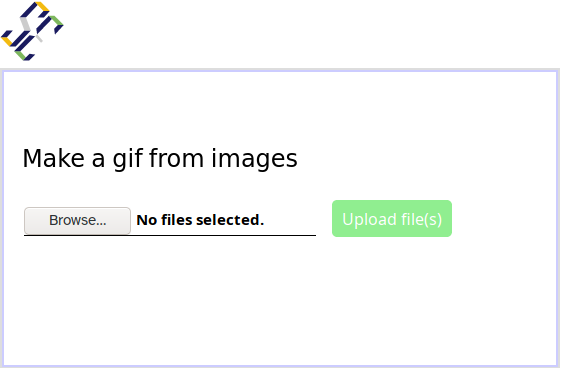 Make a gif from images
Browse... No files selected. Upload file(s)